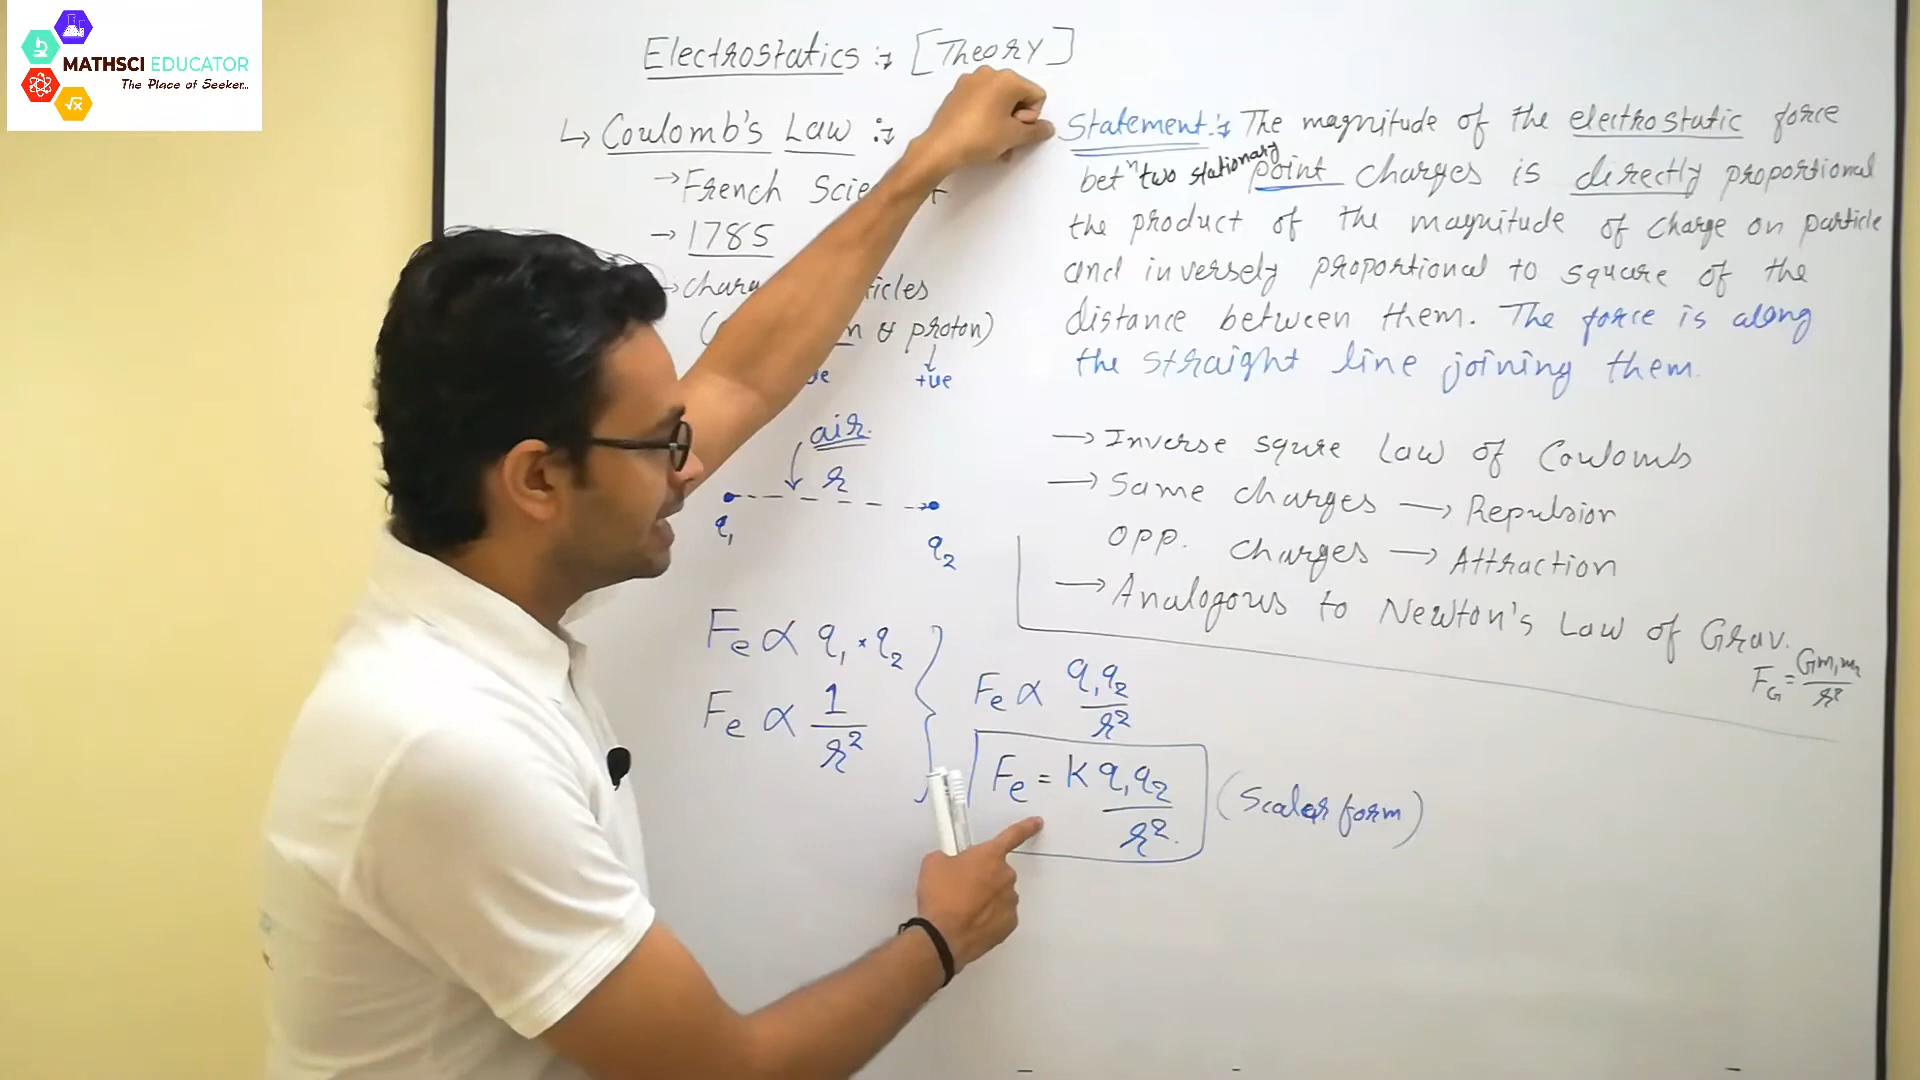 MATHSCI EDUCATOR
The Place of Seeker...
Electrostatics :→ [Theory]
↳ Coulomb's Law :→
→ French
→ 1785
(
& proton)
+ve
air
r
q₁
q₂
Fe ∝ q₁ × q₂
Fe ∝ 1/r²
Fe ∝ q₁q₂/r²
Fe = K q₁q₂/r²
(Scalar form)
Statement :→ The magnitude of the electrostatic force
betⁿ two stationary point charges is directly proportional
the product of the magnitude of charge on particle
and inversely proportional to square of the
distance between them. The force is along
the straight line joining them.
→ Inverse squre Law of Coulombs
→ Same charges → Repulsion
opp. charges → Attraction
→ Analogous to Newton's Law of Grav.
F_G = Gm₁m₂/r²